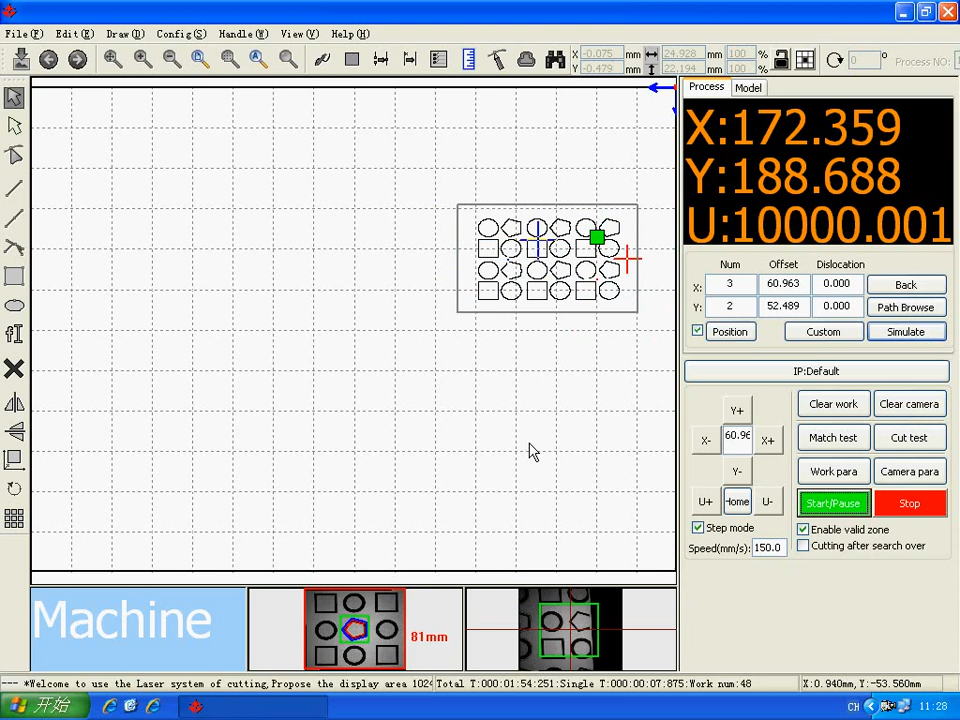 File(F) Edit(E) Draw(D) Config(S) Handle(W) View(V) Help(H)
X -0.075 mm 24.928 mm 100 %
Y -0.479 mm 22.194 mm 100 %
0 ° Process NO:
Process Model
X:172.359
Y:188.688
U:10000.001
Num Offset Dislocation
X: 3 60.963 0.000 Back
Y: 2 52.489 0.000 Path Browse
Position Custom Simulate
IP:Default
Y+ Clear work Clear camera
X- 60.96 X+ Match test Cut test
Y- Work para Camera para
U+ Home U- Start/Pause Stop
Step mode Enable valid zone
Speed(mm/s): 150.0 Cutting after search over
Machine
81mm
--- *Welcome to use the Laser system of cutting,Propose the display area 1024 Total T:000:01:54:251:Single T:000:00:07:875:Work num:48 X:0.940mm,Y:-53.560mm
开始 CH 11:28